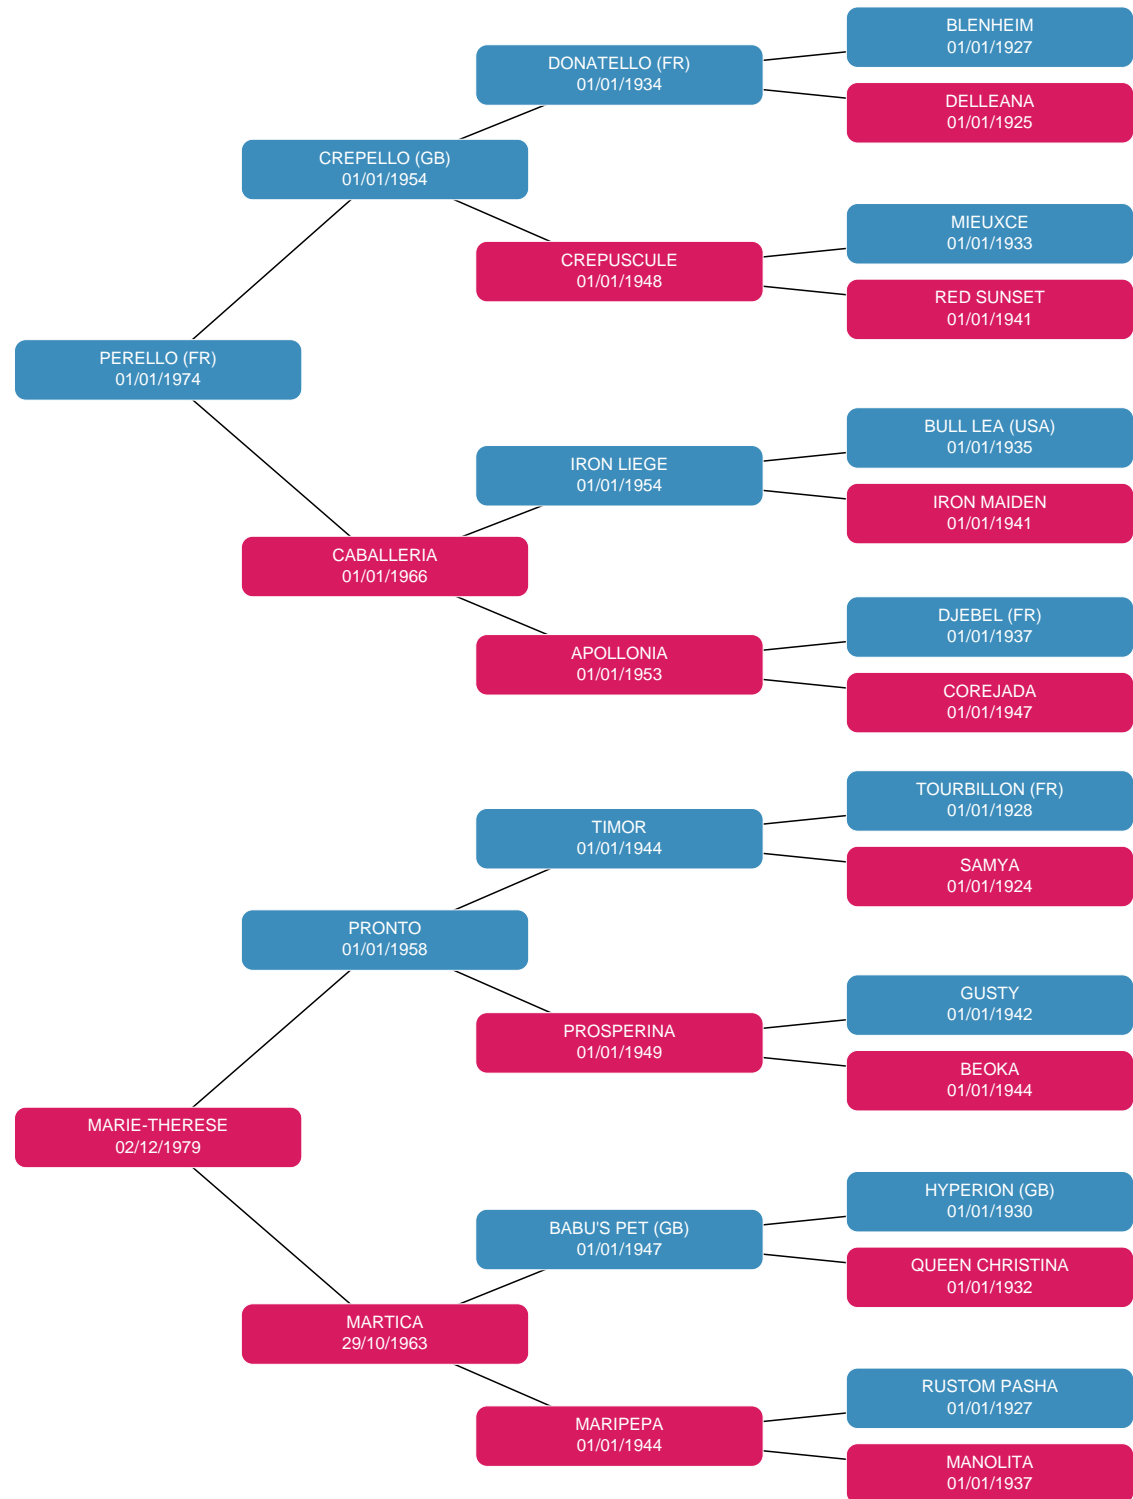 BLENHEIM
01/01/1927
DONATELLO (FR)
01/01/1934
DELLEANA
01/01/1925
CREPELLO (GB)
01/01/1954
MIEUXCE
01/01/1933
CREPUSCULE
01/01/1948
RED SUNSET
01/01/1941
PERELLO (FR)
01/01/1974
BULL LEA (USA)
01/01/1935
IRON LIEGE
01/01/1954
IRON MAIDEN
01/01/1941
CABALLERIA
01/01/1966
DJEBEL (FR)
01/01/1937
APOLLONIA
01/01/1953
COREJADA
01/01/1947
TOURBILLON (FR)
01/01/1928
TIMOR
01/01/1944
SAMYA
01/01/1924
PRONTO
01/01/1958
GUSTY
01/01/1942
PROSPERINA
01/01/1949
BEOKA
01/01/1944
MARIE-THERESE
02/12/1979
HYPERION (GB)
01/01/1930
BABU'S PET (GB)
01/01/1947
QUEEN CHRISTINA
01/01/1932
MARTICA
29/10/1963
RUSTOM PASHA
01/01/1927
MARIPEPA
01/01/1944
MANOLITA
01/01/1937